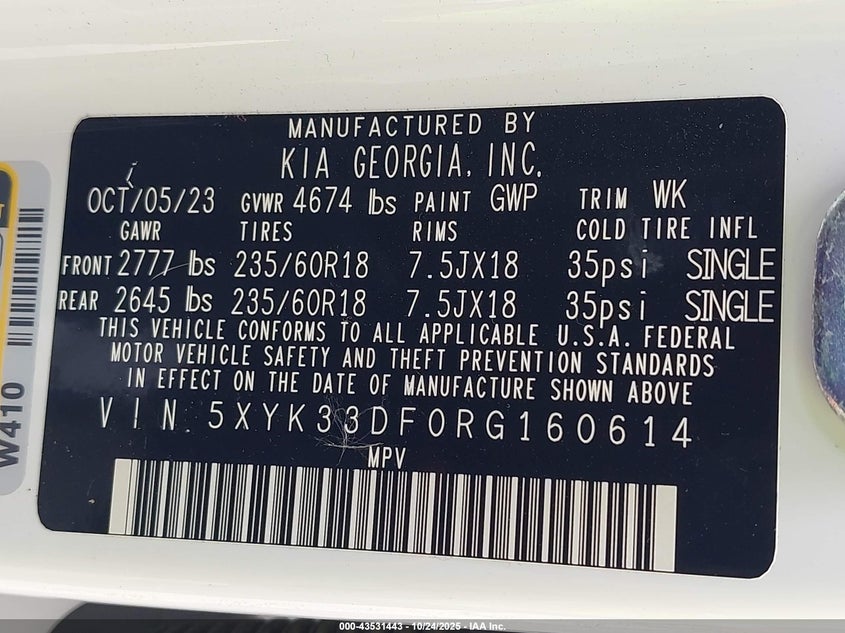 MANUFACTURED BY
KIA GEORGIA, INC.
OCT/05/23 GVWR 4674 lbs PAINT GWP TRIM WK
GAWR TIRES RIMS COLD TIRE INFL
FRONT 2777 lbs 235/60R18 7.5JX18 35psi SINGLE
REAR 2645 lbs 235/60R18 7.5JX18 35psi SINGLE
THIS VEHICLE CONFORMS TO ALL APPLICABLE U.S.A. FEDERAL
MOTOR VEHICLE SAFETY AND THEFT PREVENTION STANDARDS
IN EFFECT ON THE DATE OF MANUFACTURE SHOWN ABOVE
VIN 5XYK33DF0RG160614
MPV
W410
000-43531443 - 10/24/2025 - IAA Inc.